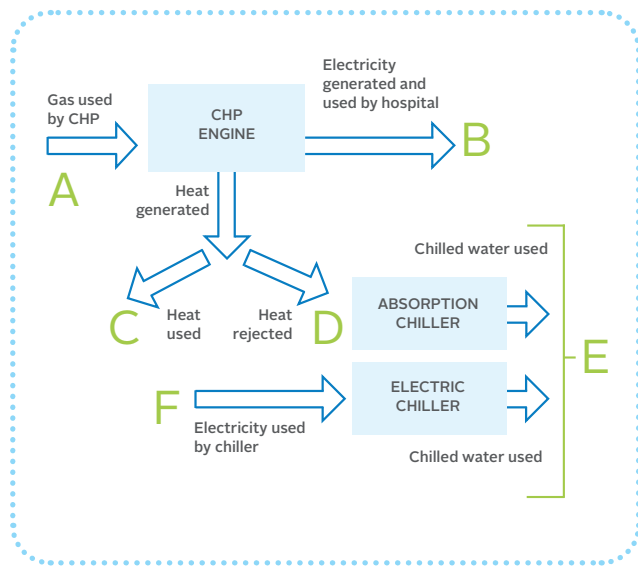 Electricity
generated and
used by hospital
Gas used
by CHP
CHP
ENGINE
A
B
Heat
generated
Chilled water used
C
Heat
used
Heat
rejected
D
ABSORPTION
CHILLER
E
F
Electricity used
by chiller
ELECTRIC
CHILLER
Chilled water used